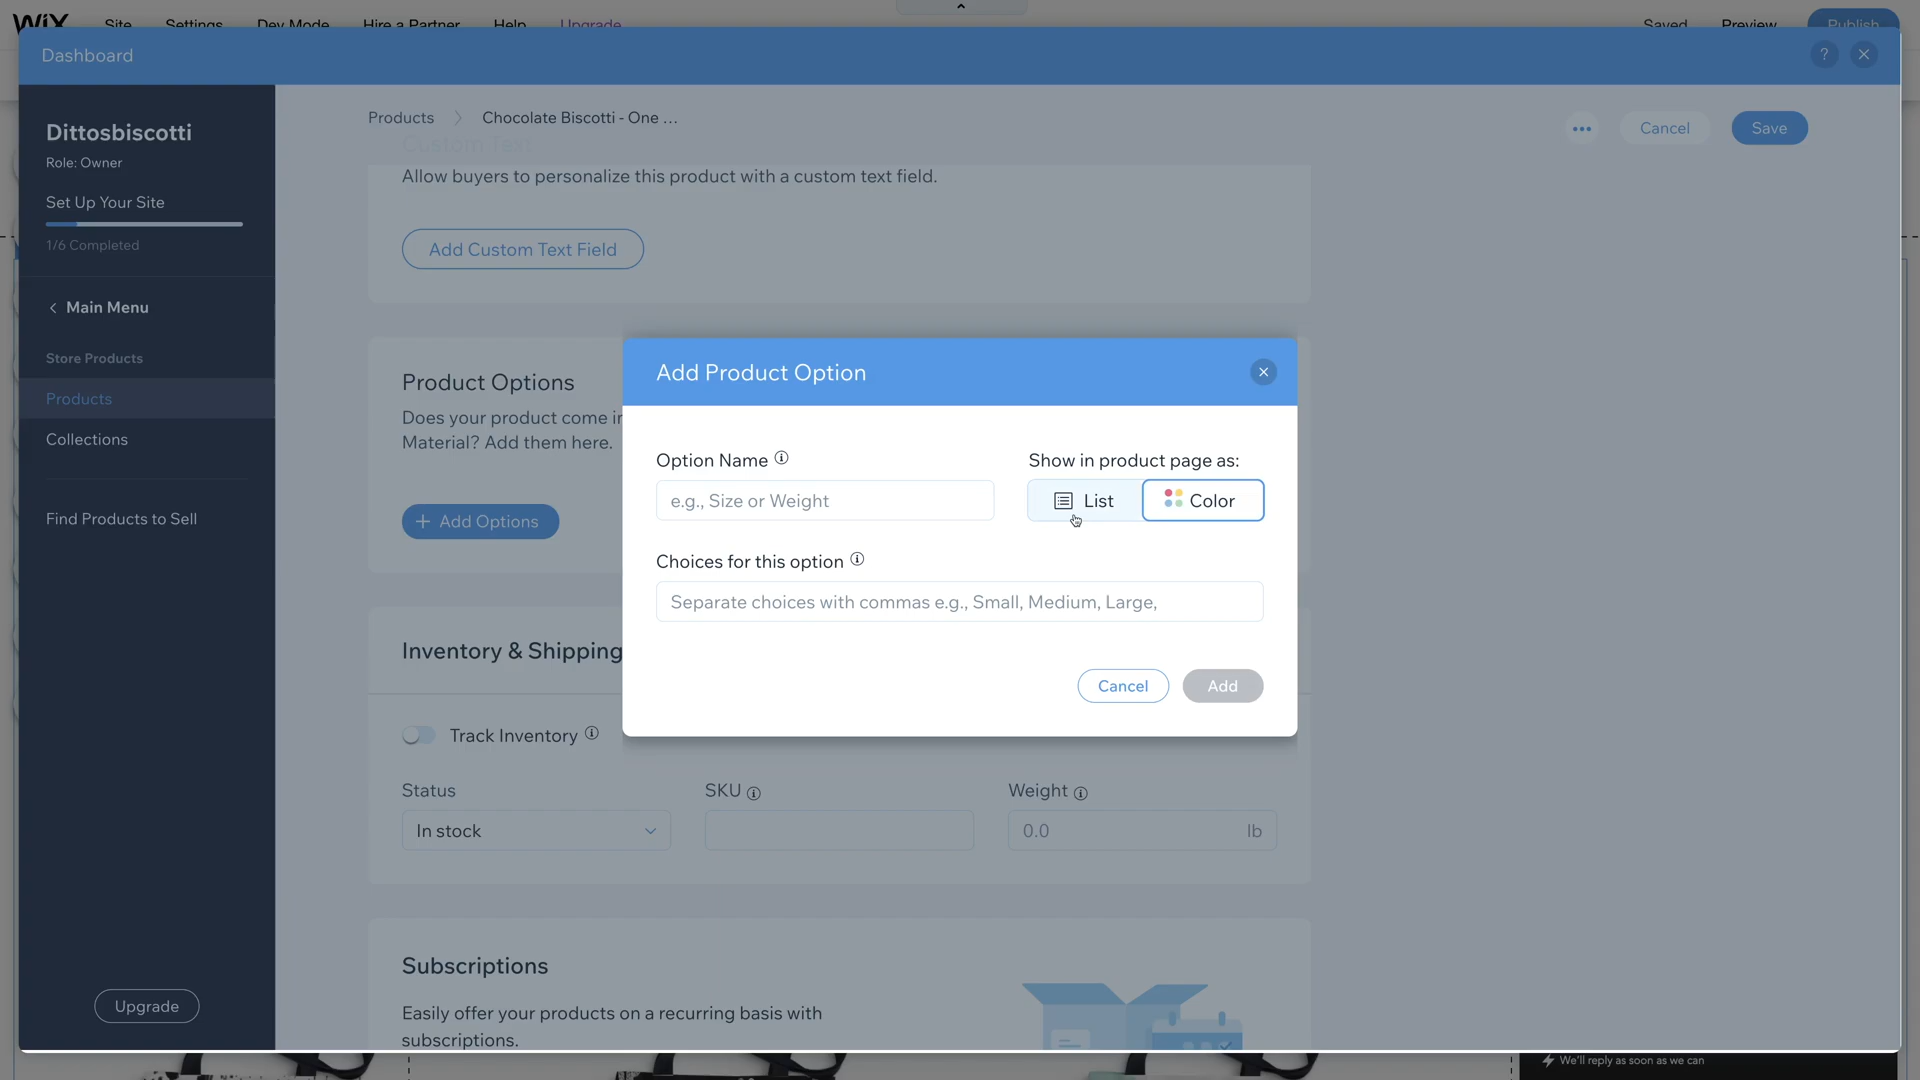 WIX Site Settings Dev Mode Hire a Partner Help Upgrade Saved Preview Publish
Dashboard ?
Dittosbiscotti
Role: Owner
Set Up Your Site
1/6 Completed
Main Menu
Store Products
Products
Collections
Find Products to Sell
Upgrade
Products Chocolate Biscotti - One ...
Cancel Save
Custom Text
Allow buyers to personalize this product with a custom text field.
Add Custom Text Field
Product Options
Does your product come in
Material? Add them here.
+ Add Options
Add Product Option
Option Name
Show in product page as:
e.g., Size or Weight
List Color
Choices for this option
Separate choices with commas e.g., Small, Medium, Large,
Cancel Add
Inventory & Shipping
Track Inventory
Status SKU Weight
In stock 0.0 lb
Subscriptions
Easily offer your products on a recurring basis with
subscriptions.
We'll reply as soon as we can